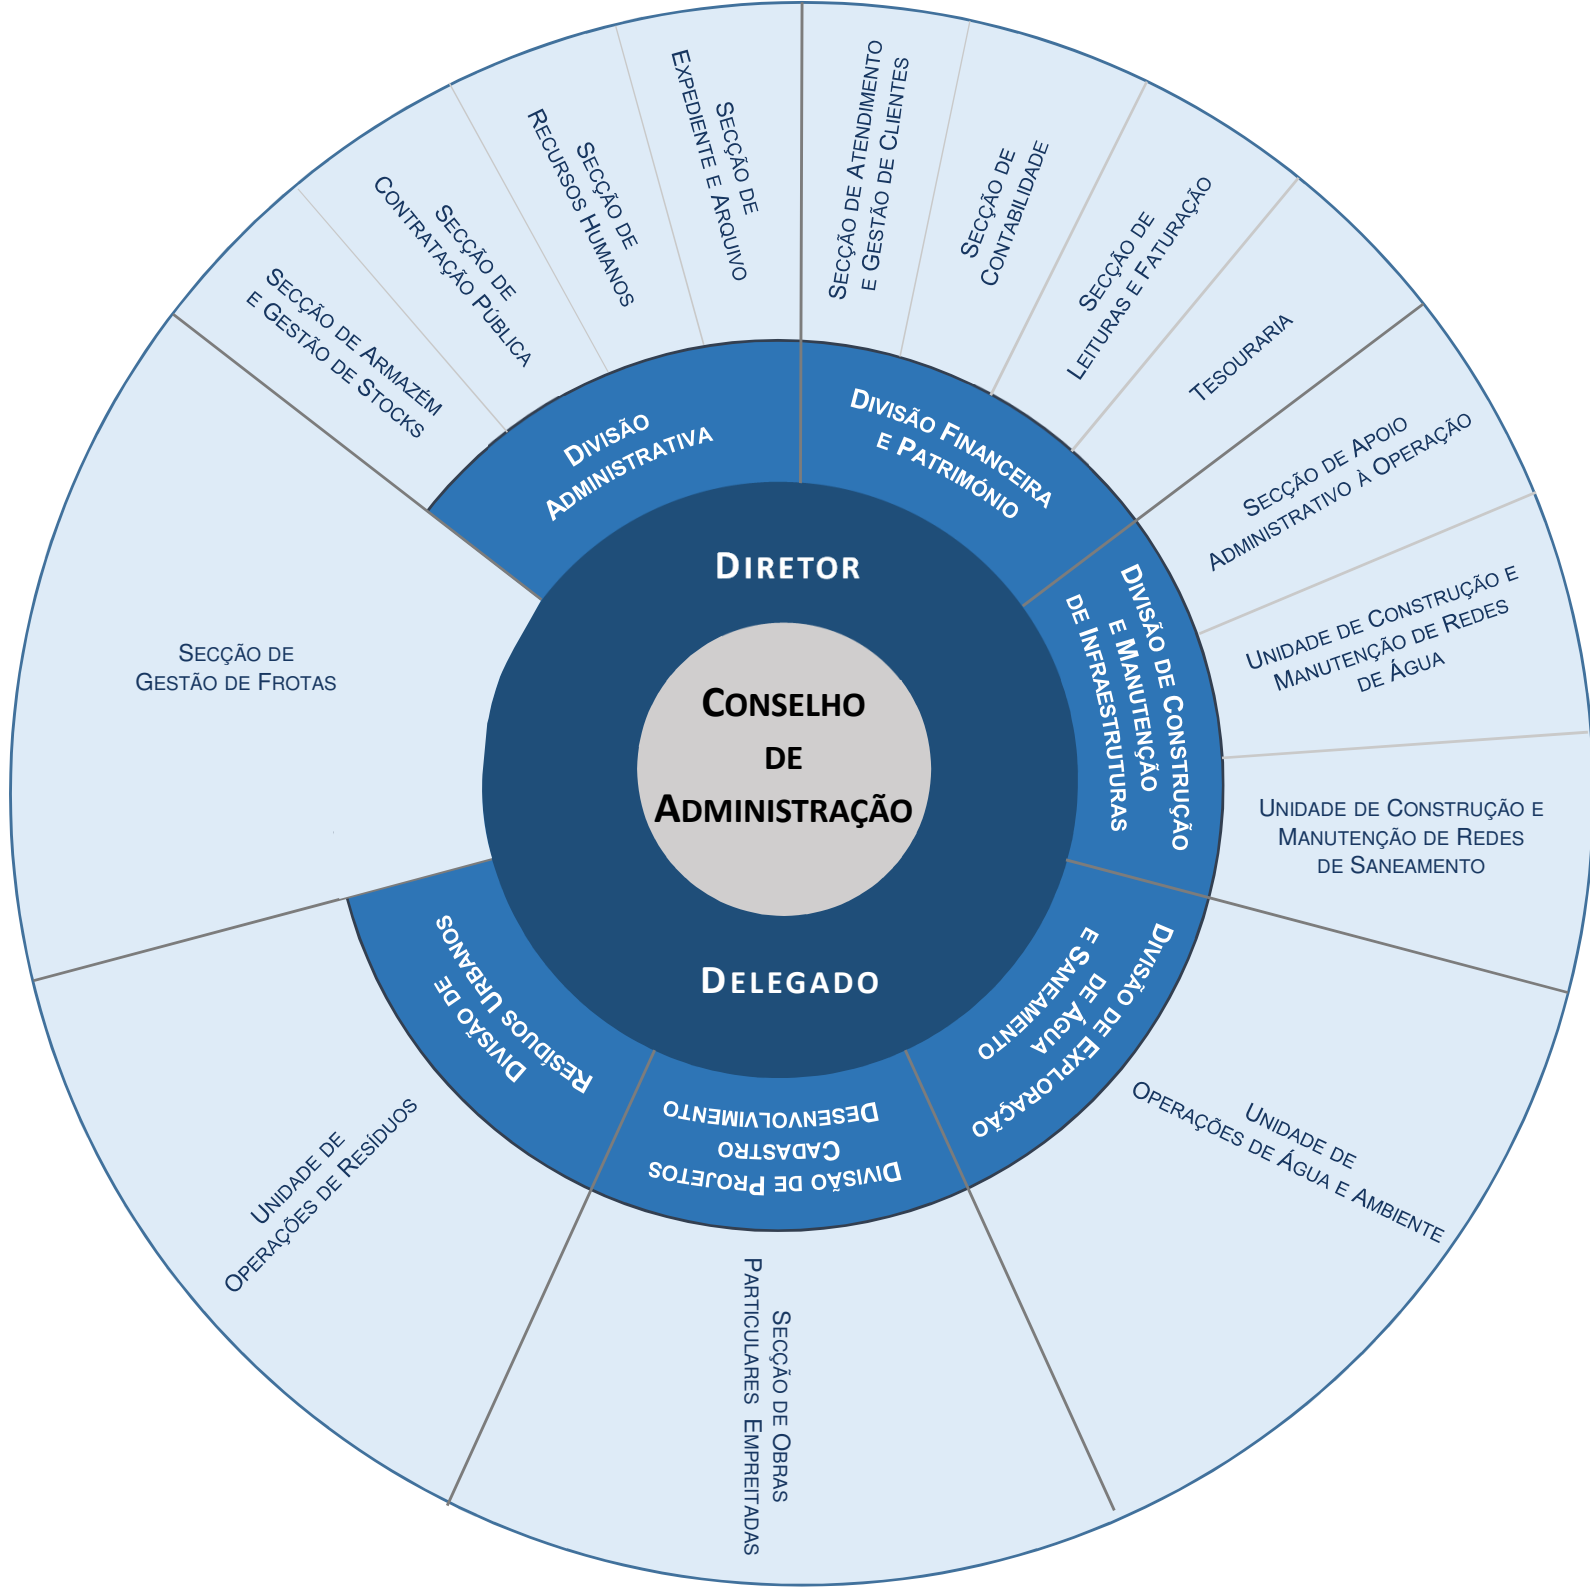 CONSELHO
DE
ADMINISTRAÇÃO
DIRETOR
DELEGADO
DIVISÃO
ADMINISTRATIVA
DIVISÃO FINANCEIRA
E PATRIMÓNIO
DIVISÃO DE CONSTRUÇÃO
E MANUTENÇÃO
DE INFRAESTRUTURAS
DIVISÃO DE EXPLORAÇÃO
DE ÁGUA
E SANEAMENTO
DIVISÃO DE PROJETOS
CADASTRO
DESENVOLVIMENTO
DIVISÃO DE
RESÍDUOS URBANOS
SECÇÃO DE
GESTÃO DE FROTAS
SECÇÃO DE ARMAZÉM
E GESTÃO DE STOCKS
SECÇÃO DE
CONTRATAÇÃO PÚBLICA
SECÇÃO DE
RECURSOS HUMANOS
SECÇÃO DE
EXPEDIENTE E ARQUIVO
SECÇÃO DE ATENDIMENTO
E GESTÃO DE CLIENTES
SECÇÃO DE
CONTABILIDADE
SECÇÃO DE
LEITURAS E FATURAÇÃO
TESOURARIA
SECÇÃO DE APOIO
ADMINISTRATIVO À OPERAÇÃO
UNIDADE DE CONSTRUÇÃO E
MANUTENÇÃO DE REDES
DE ÁGUA
UNIDADE DE CONSTRUÇÃO E
MANUTENÇÃO DE REDES
DE SANEAMENTO
UNIDADE DE
OPERAÇÕES DE ÁGUA E AMBIENTE
SECÇÃO DE OBRAS
PARTICULARES EMPREITADAS
UNIDADE DE
OPERAÇÕES DE RESÍDUOS